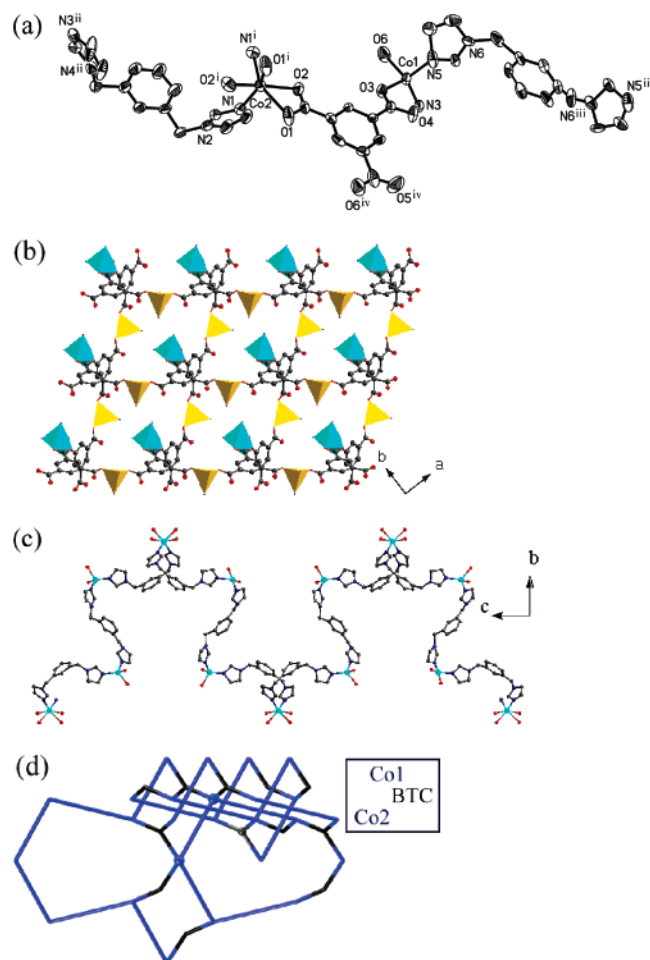 (a)
N3ii
N4ii
N1i
O1i
O2i
O2
N1
Co2
O1
N2
O6
Co1
N5
N6
O3
N3
O4
N5ii
N6iii
O6iv
O5iv
(b)
b
a
(c)
b
c
(d)
Co1
BTC
Co2